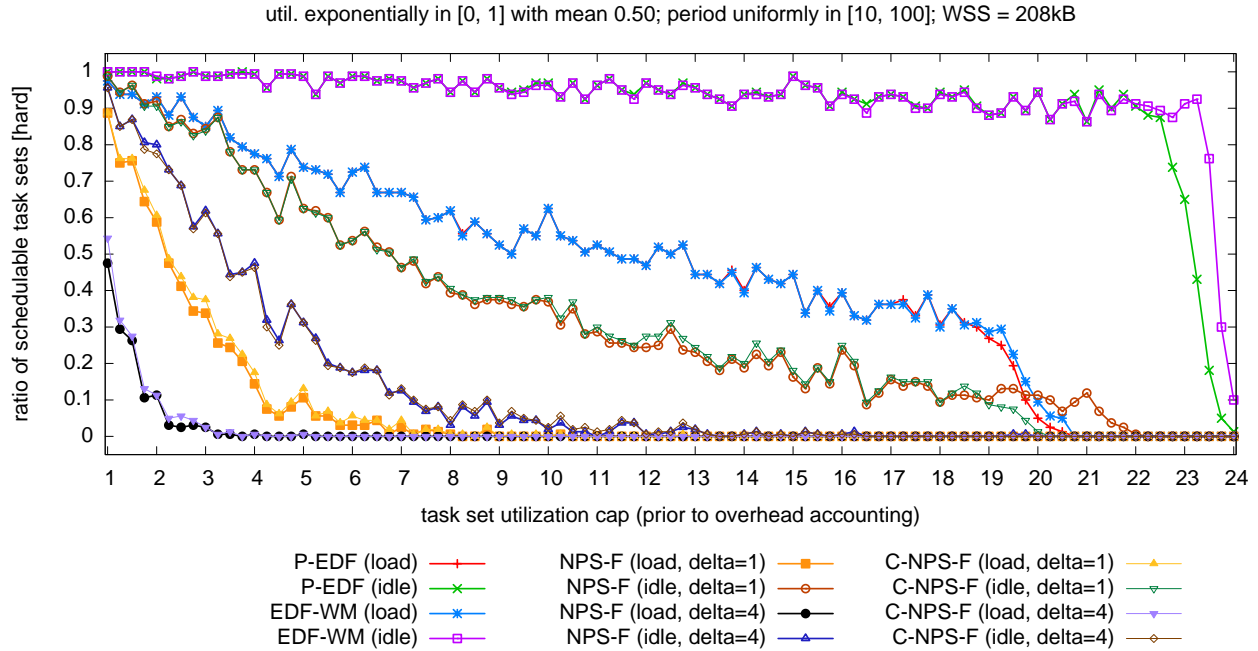 util. exponentially in [0, 1] with mean 0.50; period uniformly in [10, 100]; WSS = 208kB
ratio of schedulable task sets [hard]
1
0.9
0.8
0.7
0.6
0.5
0.4
0.3
0.2
0.1
0
1 2 3 4 5 6 7 8 9 10 11 12 13 14 15 16 17 18 19 20 21 22 23 24
task set utilization cap (prior to overhead accounting)
P-EDF (load) NPS-F (load, delta=1) C-NPS-F (load, delta=1)
P-EDF (idle) NPS-F (idle, delta=1) C-NPS-F (idle, delta=1)
EDF-WM (load) NPS-F (load, delta=4) C-NPS-F (load, delta=4)
EDF-WM (idle) NPS-F (idle, delta=4) C-NPS-F (idle, delta=4)